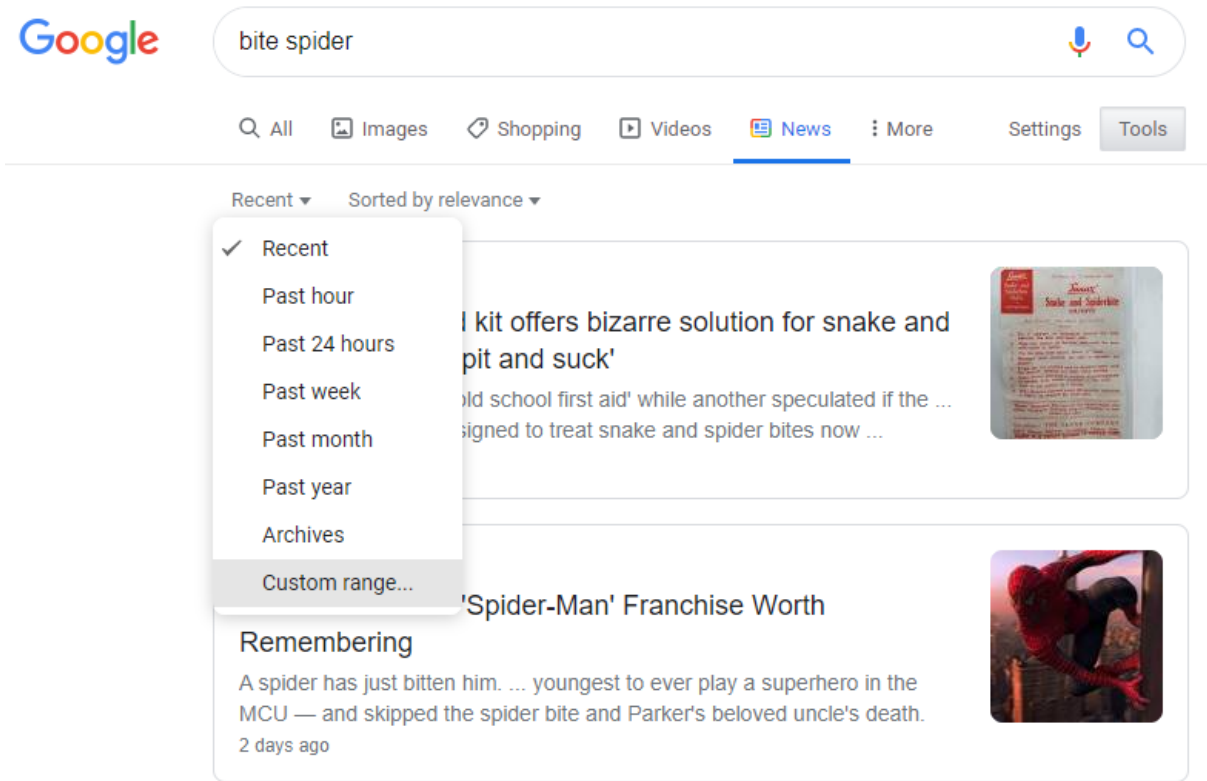 Google
bite spider
All Images Shopping Videos News More Settings Tools
Recent Sorted by relevance
Recent
Past hour
Past 24 hours
Past week
Past month
Past year
Archives
Custom range...
kit offers bizarre solution for snake and
pit and suck'
old school first aid' while another speculated if the ...
signed to treat snake and spider bites now ...
Snake and Spiderbite
'Spider-Man' Franchise Worth
Remembering
A spider has just bitten him. ... youngest to ever play a superhero in the
MCU — and skipped the spider bite and Parker's beloved uncle's death.
2 days ago